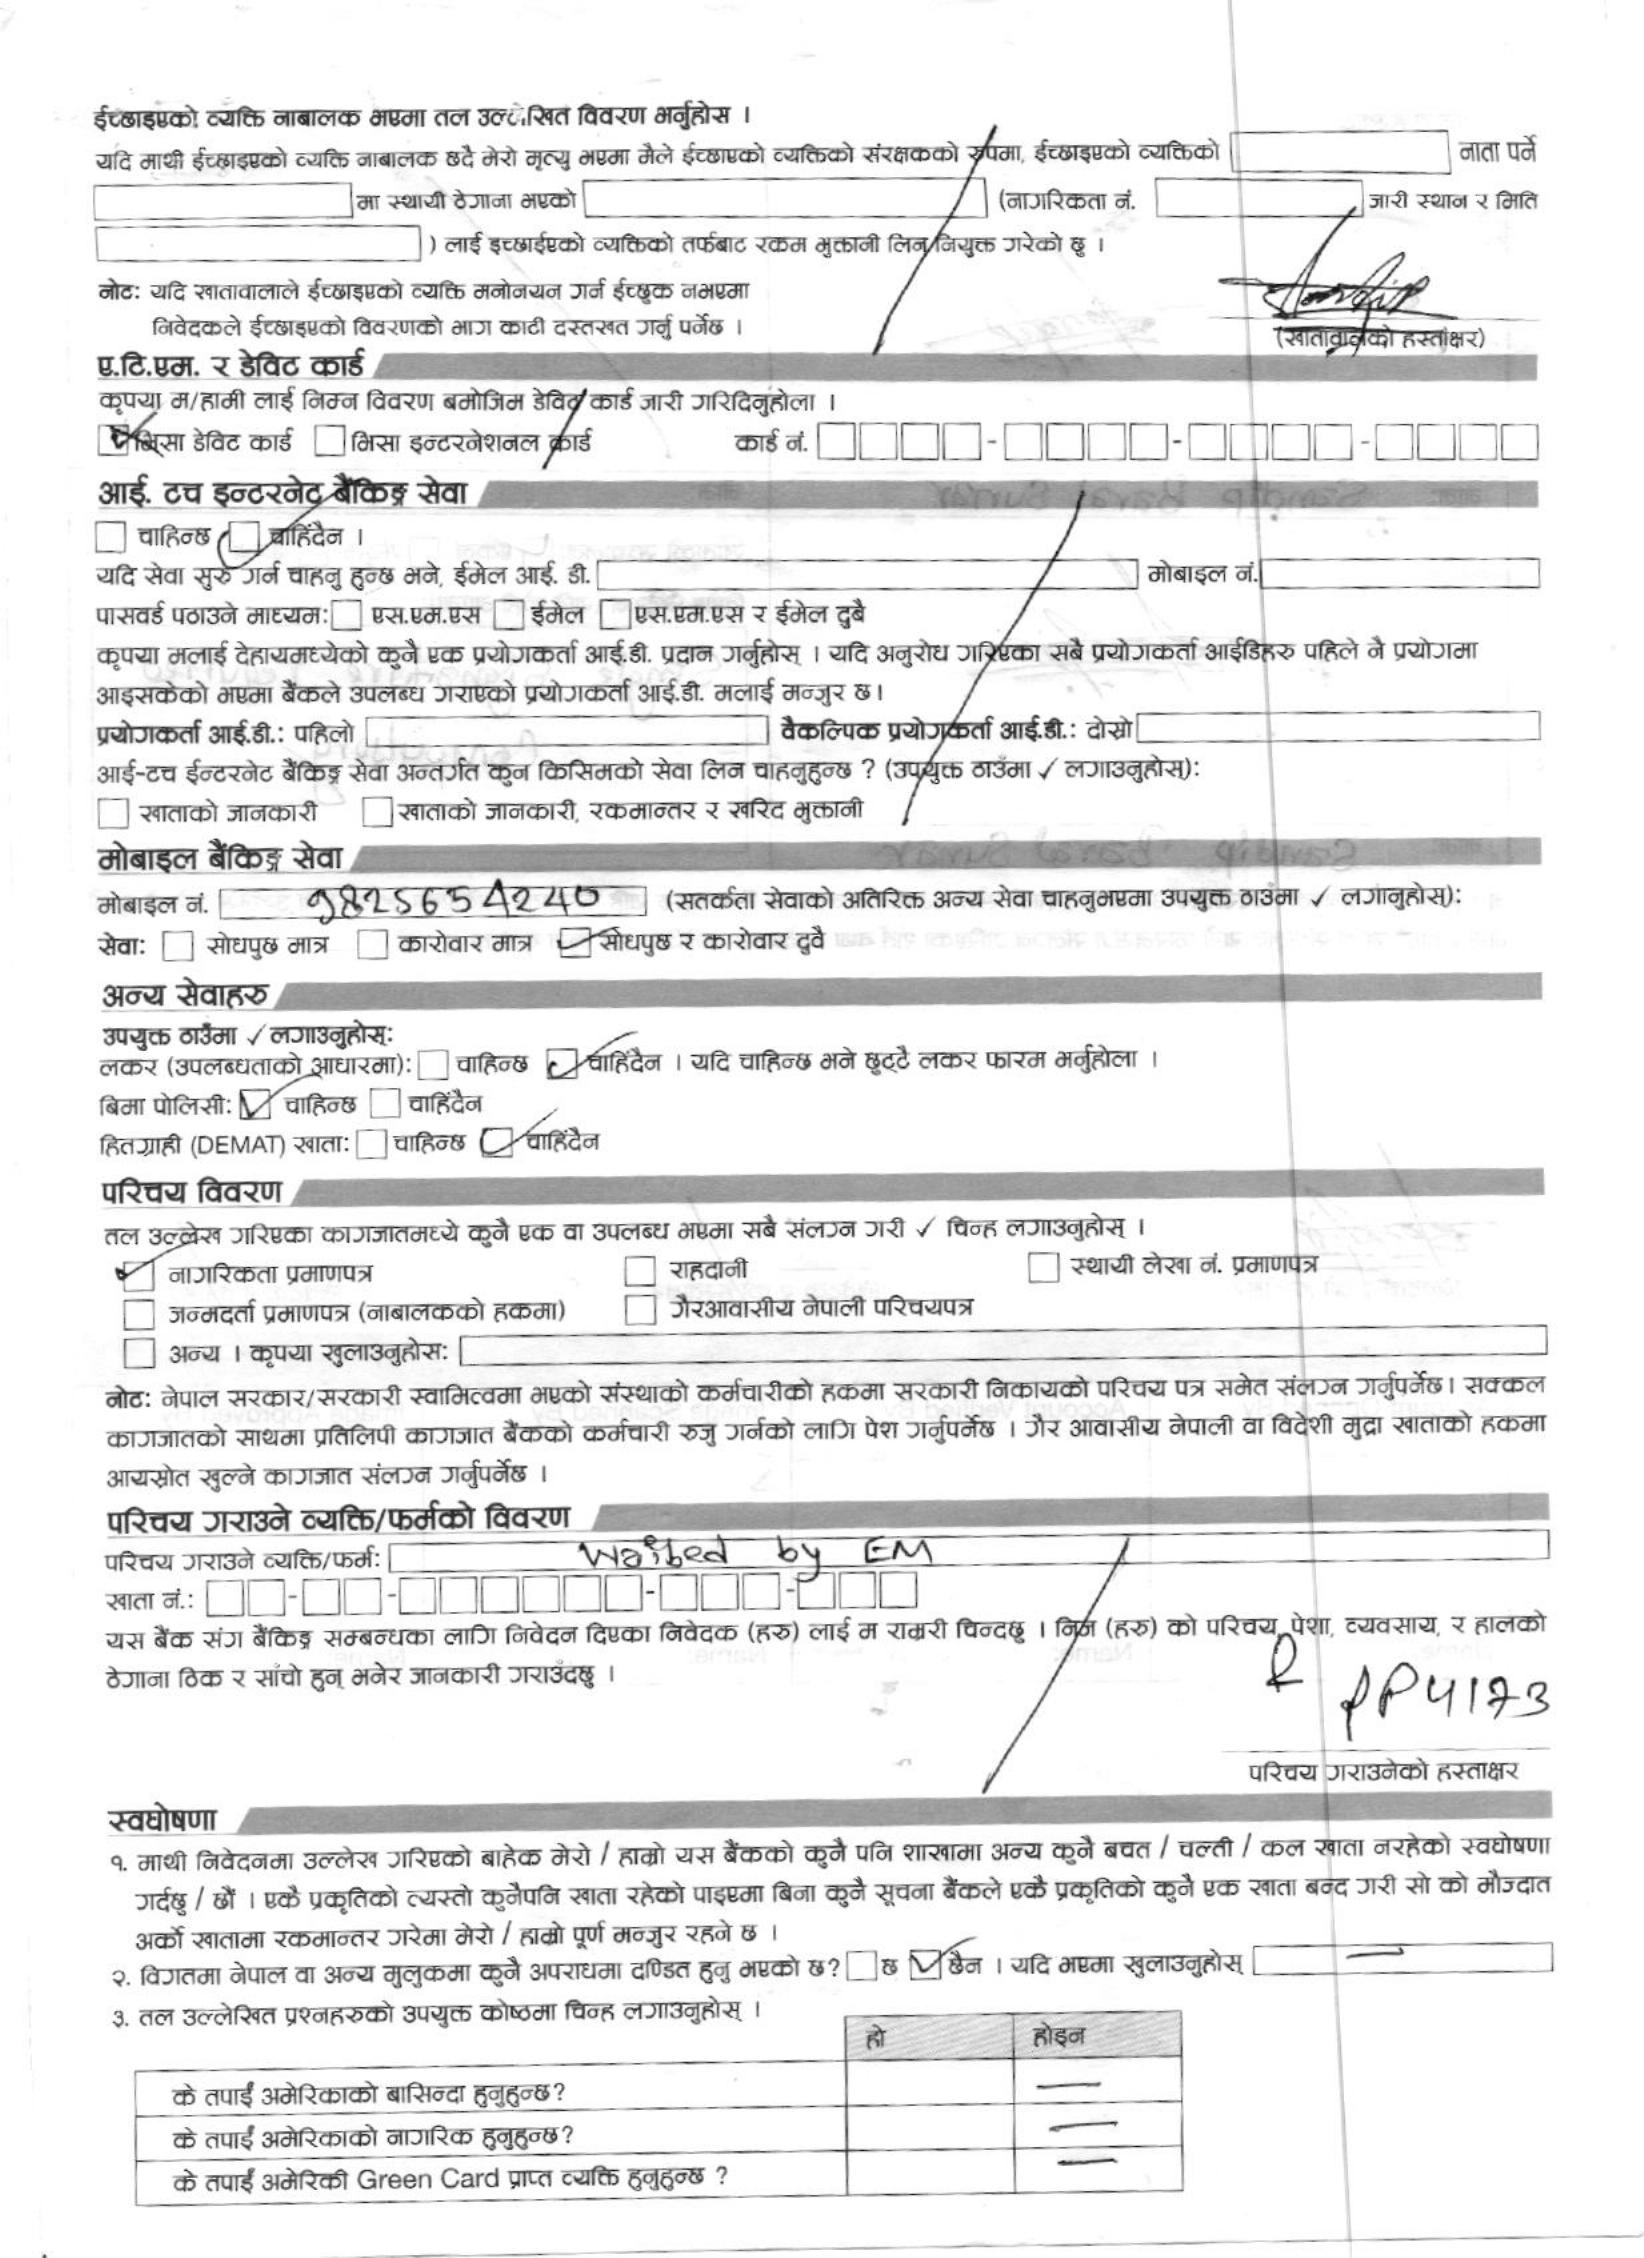 ईच्छाइएको व्यक्ति नाबालक भएमा तल उल्लेखित विवरण भर्नुहोस ।
यदि माथी ईच्छाइएको व्यक्ति नाबालक छदै मेरो मृत्यु भएमा मैले ईच्छाएको व्यक्तिको संरक्षकको रुपमा, ईच्छाइएको व्यक्तिको नाता पर्ने
मा स्थायी ठेगाना भएको (नागरिकता नं. जारी स्थान र मिति
) लाई इच्छाईएको व्यक्तिको तर्फबाट रकम भुक्तानी लिन नियुक्त गरेको छु ।
नोट: यदि खातावालाले ईच्छाइएको व्यक्ति मनोनयन गर्न ईच्छुक नभएमा
निवेदकले ईच्छाइएको विवरणको भाग काटी दस्तखत गर्नु पर्नेछ ।
(खातावालको हस्ताक्षर)
ए.टि.एम. र डेविट कार्ड
कृपया म/हामी लाई निम्न विवरण बमोजिम डेविट कार्ड जारी गरिदिनुहोला ।
भिसा डेविट कार्ड भिसा इन्टरनेशनल कार्ड कार्ड नं. - - -
आई. टच इन्टरनेट बैंकिङ्ग सेवा
चाहिन्छ चाहिंदैन ।
यदि सेवा सुरु गर्न चाहनु हुन्छ भने, ईमेल आई. डी. मोबाइल नं.
पासवर्ड पठाउने माध्यम: एस.एम.एस ईमेल एस.एम.एस र ईमेल दुबै
कृपया मलाई देहायमध्येको कुनै एक प्रयोगकर्ता आई.डी. प्रदान गर्नुहोस् । यदि अनुरोध गरिएका सबै प्रयोगकर्ता आईडिहरु पहिले नै प्रयोगमा
आइसकेको भएमा बैंकले उपलब्ध गराएको प्रयोगकर्ता आई.डी. मलाई मन्जुर छ।
प्रयोगकर्ता आई.डी.: पहिलो वैकल्पिक प्रयोगकर्ता आई.डी.: दोस्रो
आई-टच ईन्टरनेट बैंकिङ्ग सेवा अन्तर्गत कुन किसिमको सेवा लिन चाहनुहुन्छ ? (उपयुक्त ठाउँमा ✓ लगाउनुहोस्):
खाताको जानकारी खाताको जानकारी, रकमान्तर र खरिद भुक्तानी
मोबाइल बैंकिङ्ग सेवा
मोबाइल नं. 9825654240 (सतर्कता सेवाको अतिरिक्त अन्य सेवा चाहनुभएमा उपयुक्त ठाउँमा ✓ लगानुहोस्):
सेवा: सोधपुछ मात्र कारोवार मात्र सोधपुछ र कारोवार दुवै
अन्य सेवाहरु
उपयुक्त ठाउँमा ✓ लगाउनुहोस्:
लकर (उपलब्धताको आधारमा): चाहिन्छ चाहिंदैन । यदि चाहिन्छ भने छुट्टै लकर फारम भर्नुहोला ।
बिमा पोलिसी: चाहिन्छ चाहिंदैन
हितग्राही (DEMAT) खाता: चाहिन्छ चाहिंदैन
परिचय विवरण
तल उल्लेख गरिएका कागजातमध्ये कुनै एक वा उपलब्ध भएमा सबै संलग्न गरी ✓ चिन्ह लगाउनुहोस् ।
नागरिकता प्रमाणपत्र राहदानी स्थायी लेखा नं. प्रमाणपत्र
जन्मदर्ता प्रमाणपत्र (नाबालकको हकमा) गैरआवासीय नेपाली परिचयपत्र
अन्य । कृपया खुलाउनुहोस:
नोट: नेपाल सरकार/सरकारी स्वामित्वमा भएको संस्थाको कर्मचारीको हकमा सरकारी निकायको परिचय पत्र समेत संलग्न गर्नुपर्नेछ। सक्कल
कागजातको साथमा प्रतिलिपी कागजात बैंकको कर्मचारी रुजु गर्नको लागि पेश गर्नुपर्नेछ । गैर आवासीय नेपाली वा विदेशी मुद्रा खाताको हकमा
आयस्रोत खुल्ने कागजात संलग्न गर्नुपर्नेछ ।
परिचय गराउने व्यक्ति/फर्मको विवरण
परिचय गराउने व्यक्ति/फर्म: Waibed by EM
खाता नं.: - - - -
यस बैंक संग बैंकिङ्ग सम्बन्धका लागि निवेदन दिएका निवेदक (हरु) लाई म राम्ररी चिन्दछु । निज (हरु) को परिचय, पेशा, व्यवसाय, र हालको
ठेगाना ठिक र साँचो हुन् भनेर जानकारी गराउँदछु ।
PP4173
परिचय गराउनेको हस्ताक्षर
स्वघोषणा
१. माथी निवेदनमा उल्लेख गरिएको बाहेक मेरो / हाम्रो यस बैंकको कुनै पनि शाखामा अन्य कुनै बचत / चल्ती / कल खाता नरहेको स्वघोषणा
गर्दछु / छौं । एकै प्रकृतिको त्यस्तो कुनैपनि खाता रहेको पाइएमा बिना कुनै सूचना बैंकले एकै प्रकृतिको कुनै एक खाता बन्द गरी सो को मौज्दात
अर्को खातामा रकमान्तर गरेमा मेरो / हाम्रो पूर्ण मन्जुर रहने छ ।
२. विगतमा नेपाल वा अन्य मुलुकमा कुनै अपराधमा दण्डित हुनु भएको छ? छ छैन । यदि भएमा खुलाउनुहोस्
३. तल उल्लेखित प्रश्नहरुको उपयुक्त कोष्ठमा चिन्ह लगाउनुहोस् ।
हो होइन
के तपाईं अमेरिकाको बासिन्दा हुनुहुन्छ?
के तपाईं अमेरिकाको नागरिक हुनुहुन्छ?
के तपाईं अमेरिकी Green Card प्राप्त व्यक्ति हुनुहुन्छ ?